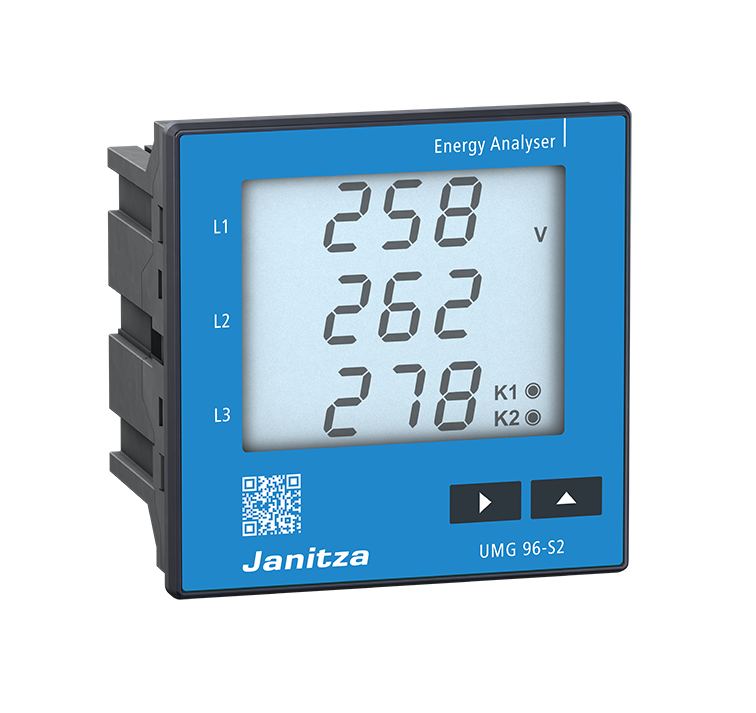 Energy Analyser
L1 258 V
L2 262
L3 278 K1
K2
Janitza
UMG 96-S2